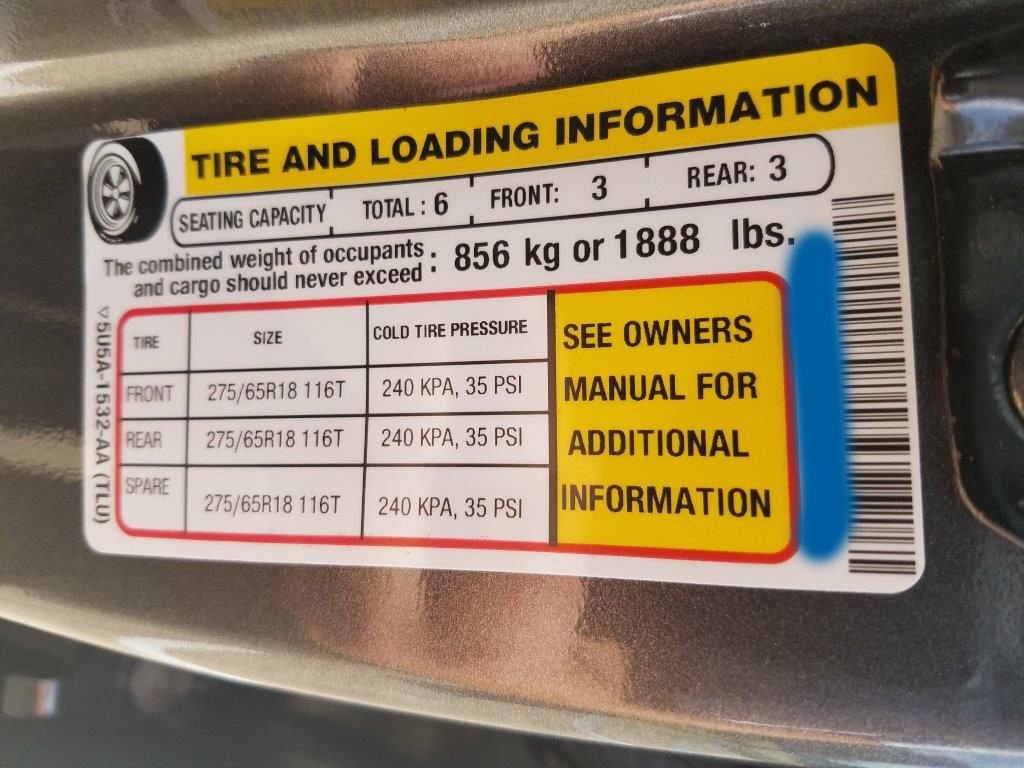 TIRE AND LOADING INFORMATION
SEATING CAPACITY TOTAL : 6 FRONT: 3 REAR: 3
The combined weight of occupants
and cargo should never exceed : 856 kg or 1888 lbs.
TIRE SIZE COLD TIRE PRESSURE
FRONT 275/65R18 116T 240 KPA, 35 PSI
REAR 275/65R18 116T 240 KPA, 35 PSI
SPARE 275/65R18 116T 240 KPA, 35 PSI
SEE OWNERS
MANUAL FOR
ADDITIONAL
INFORMATION
▽5U5A-1532-AA (TLU)